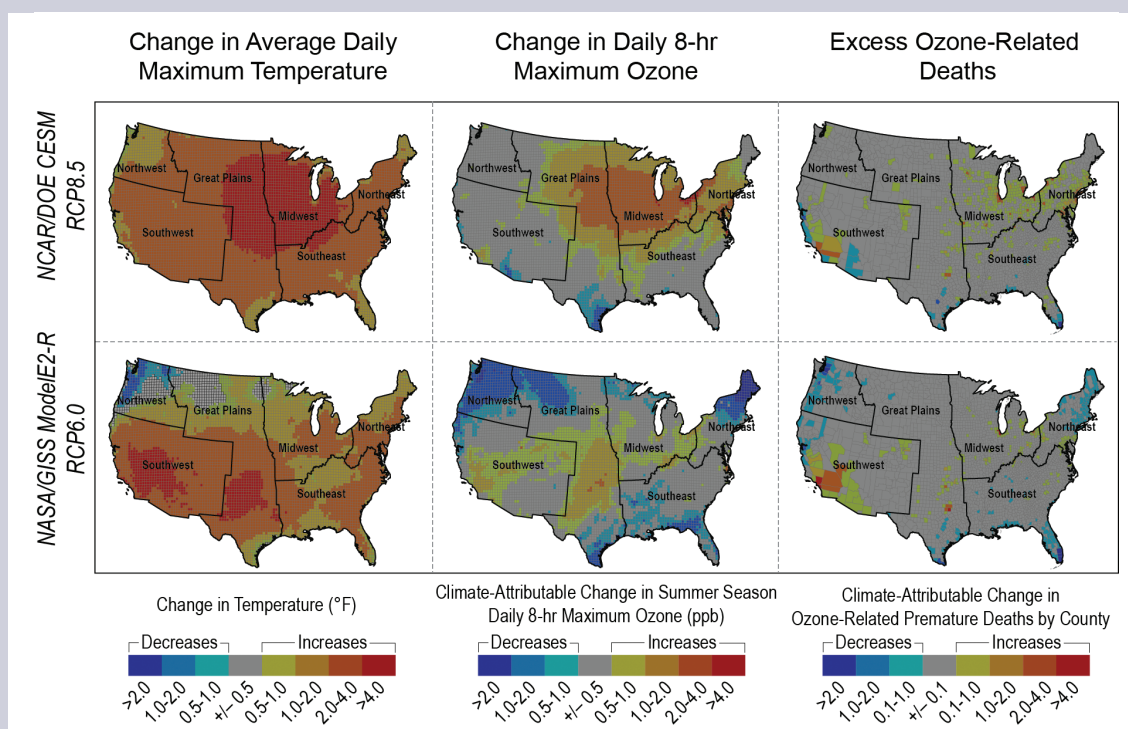 Change in Average Daily
Maximum Temperature
Change in Daily 8-hr
Maximum Ozone
Excess Ozone-Related
Deaths
NCAR/DOE CESM
RCP8.5
Northwest
Great Plains
Midwest
Northeast
Southwest
Southeast
Northwest
Great Plains
Midwest
Northeast
Southwest
Southeast
Northwest
Great Plains
Midwest
Northeast
Southwest
Southeast
NASA/GISS ModelE2-R
RCP6.0
Northwest
Great Plains
Midwest
Northeast
Southwest
Southeast
Northwest
Great Plains
Midwest
Northeast
Southwest
Southeast
Northwest
Great Plains
Midwest
Northeast
Southwest
Southeast
Change in Temperature (°F)
Decreases
Increases
>2.0
1.0-2.0
0.5-1.0
+/– 0.5
0.5-1.0
1.0-2.0
2.0-4.0
>4.0
Climate-Attributable Change in Summer Season
Daily 8-hr Maximum Ozone (ppb)
Decreases
Increases
>2.0
1.0-2.0
0.5-1.0
+/– 0.5
0.5-1.0
1.0-2.0
2.0-4.0
>4.0
Climate-Attributable Change in
Ozone-Related Premature Deaths by County
Decreases
Increases
>2.0
1.0-2.0
0.1-1.0
+/– 0.1
0.1-1.0
1.0-2.0
2.0-4.0
>4.0